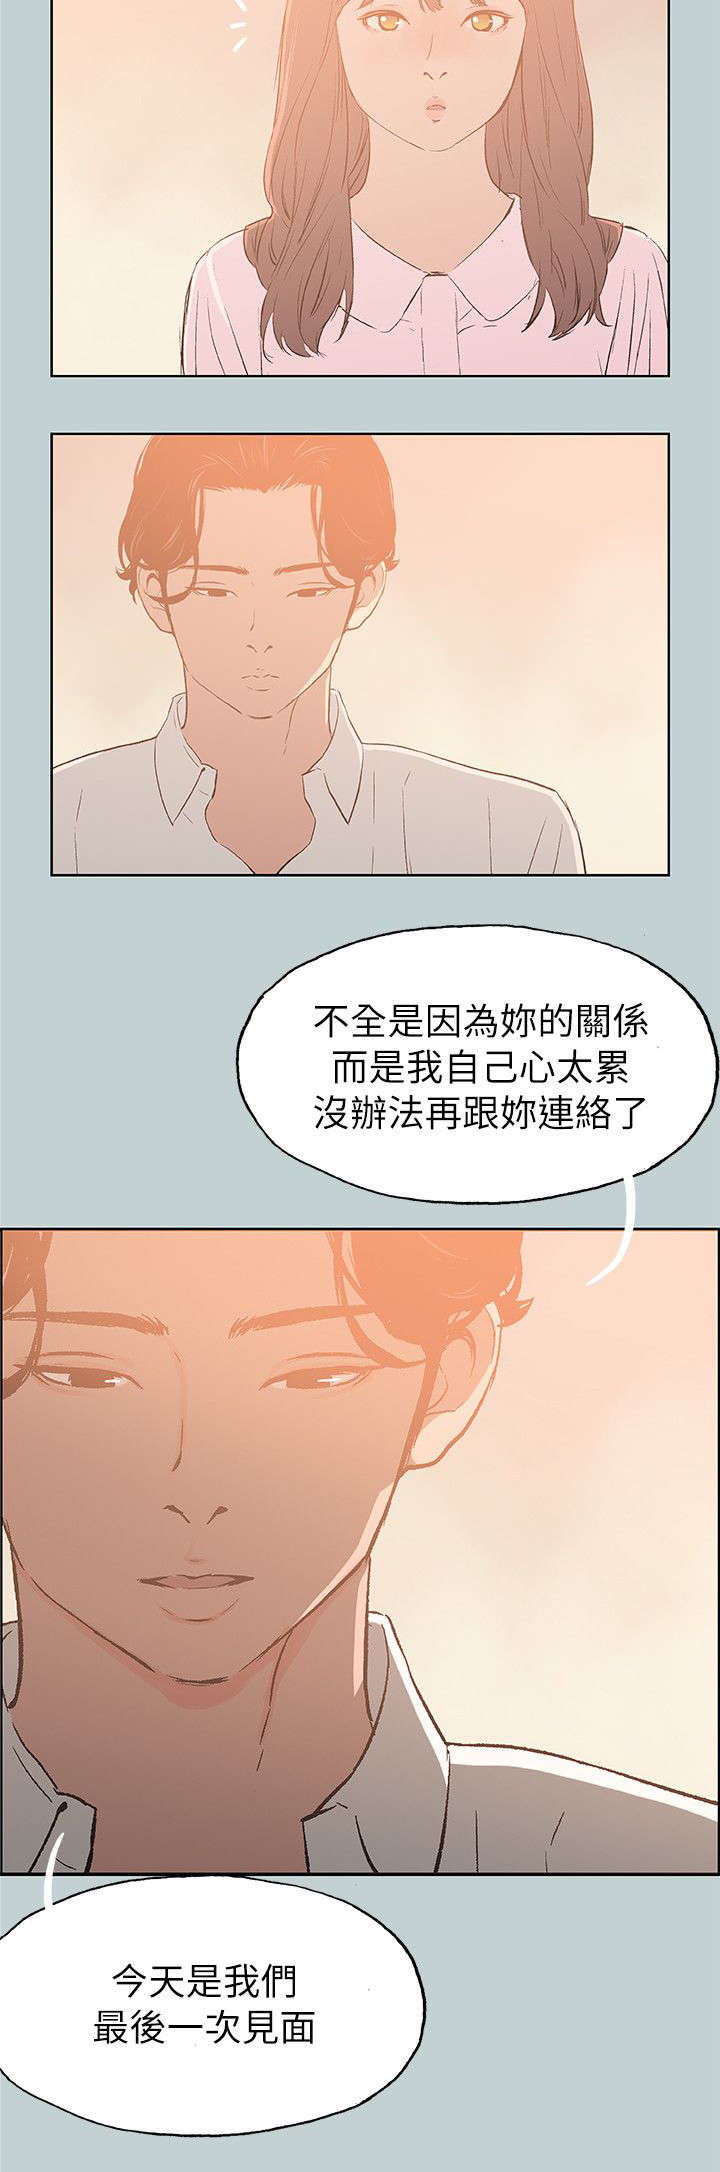 不全是因為妳的關係
而是我自己心太累
沒辦法再跟妳連絡了
今天是我們
最後一次見面